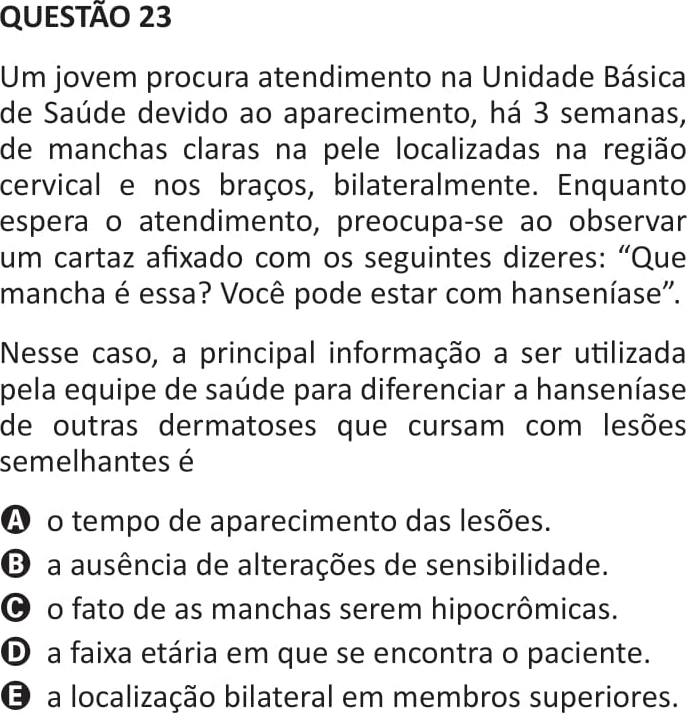 QUESTÃO 23
Um jovem procura atendimento na Unidade Básica
de Saúde devido ao aparecimento, há 3 semanas,
de manchas claras na pele localizadas na região
cervical e nos braços, bilateralmente. Enquanto
espera o atendimento, preocupa-se ao observar
um cartaz afixado com os seguintes dizeres: “Que
mancha é essa? Você pode estar com hanseníase”.
Nesse caso, a principal informação a ser utilizada
pela equipe de saúde para diferenciar a hanseníase
de outras dermatoses que cursam com lesões
semelhantes é
A o tempo de aparecimento das lesões.
B a ausência de alterações de sensibilidade.
C o fato de as manchas serem hipocrômicas.
D a faixa etária em que se encontra o paciente.
E a localização bilateral em membros superiores.